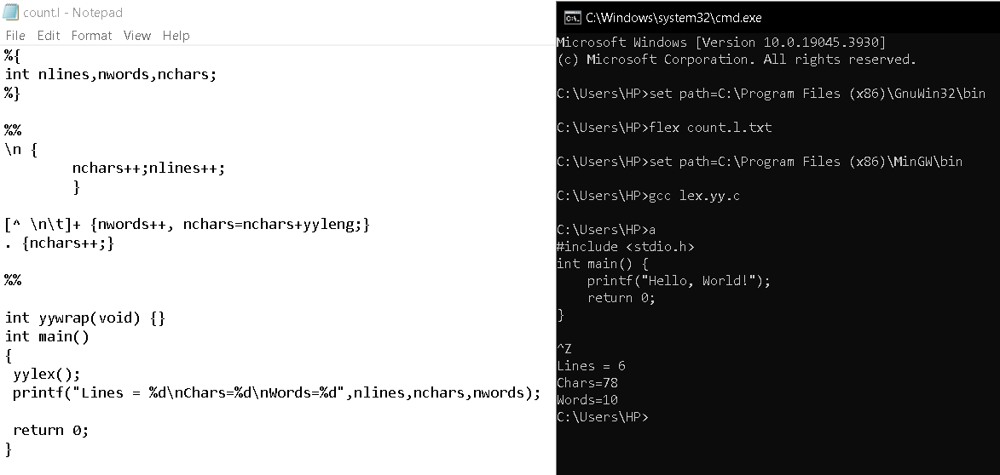 count.l - Notepad
File Edit Format View Help
%{
int nlines,nwords,nchars;
%}
%%
\n {
nchars++;nlines++;
}
[^ \n\t]+ {nwords++, nchars=nchars+yyleng;}
. {nchars++;}
%%
int yywrap(void) {}
int main()
{
yylex();
printf("Lines = %d\nChars=%d\nWords=%d",nlines,nchars,nwords);
return 0;
}
C:\Windows\system32\cmd.exe
Microsoft Windows [Version 10.0.19045.3930]
(c) Microsoft Corporation. All rights reserved.
C:\Users\HP>set path=C:\Program Files (x86)\GnuWin32\bin
C:\Users\HP>flex count.l.txt
C:\Users\HP>set path=C:\Program Files (x86)\MinGW\bin
C:\Users\HP>gcc lex.yy.c
C:\Users\HP>a
#include <stdio.h>
int main() {
printf("Hello, World!");
return 0;
}
^Z
Lines = 6
Chars=78
Words=10
C:\Users\HP>